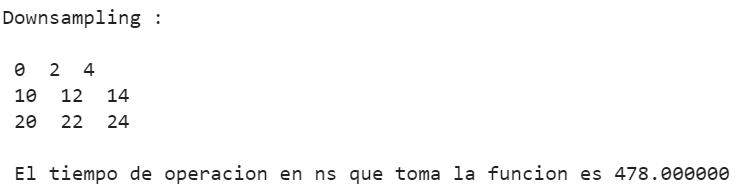 Downsampling :
0 2 4
10 12 14
20 22 24
El tiempo de operacion en ns que toma la funcion es 478.000000